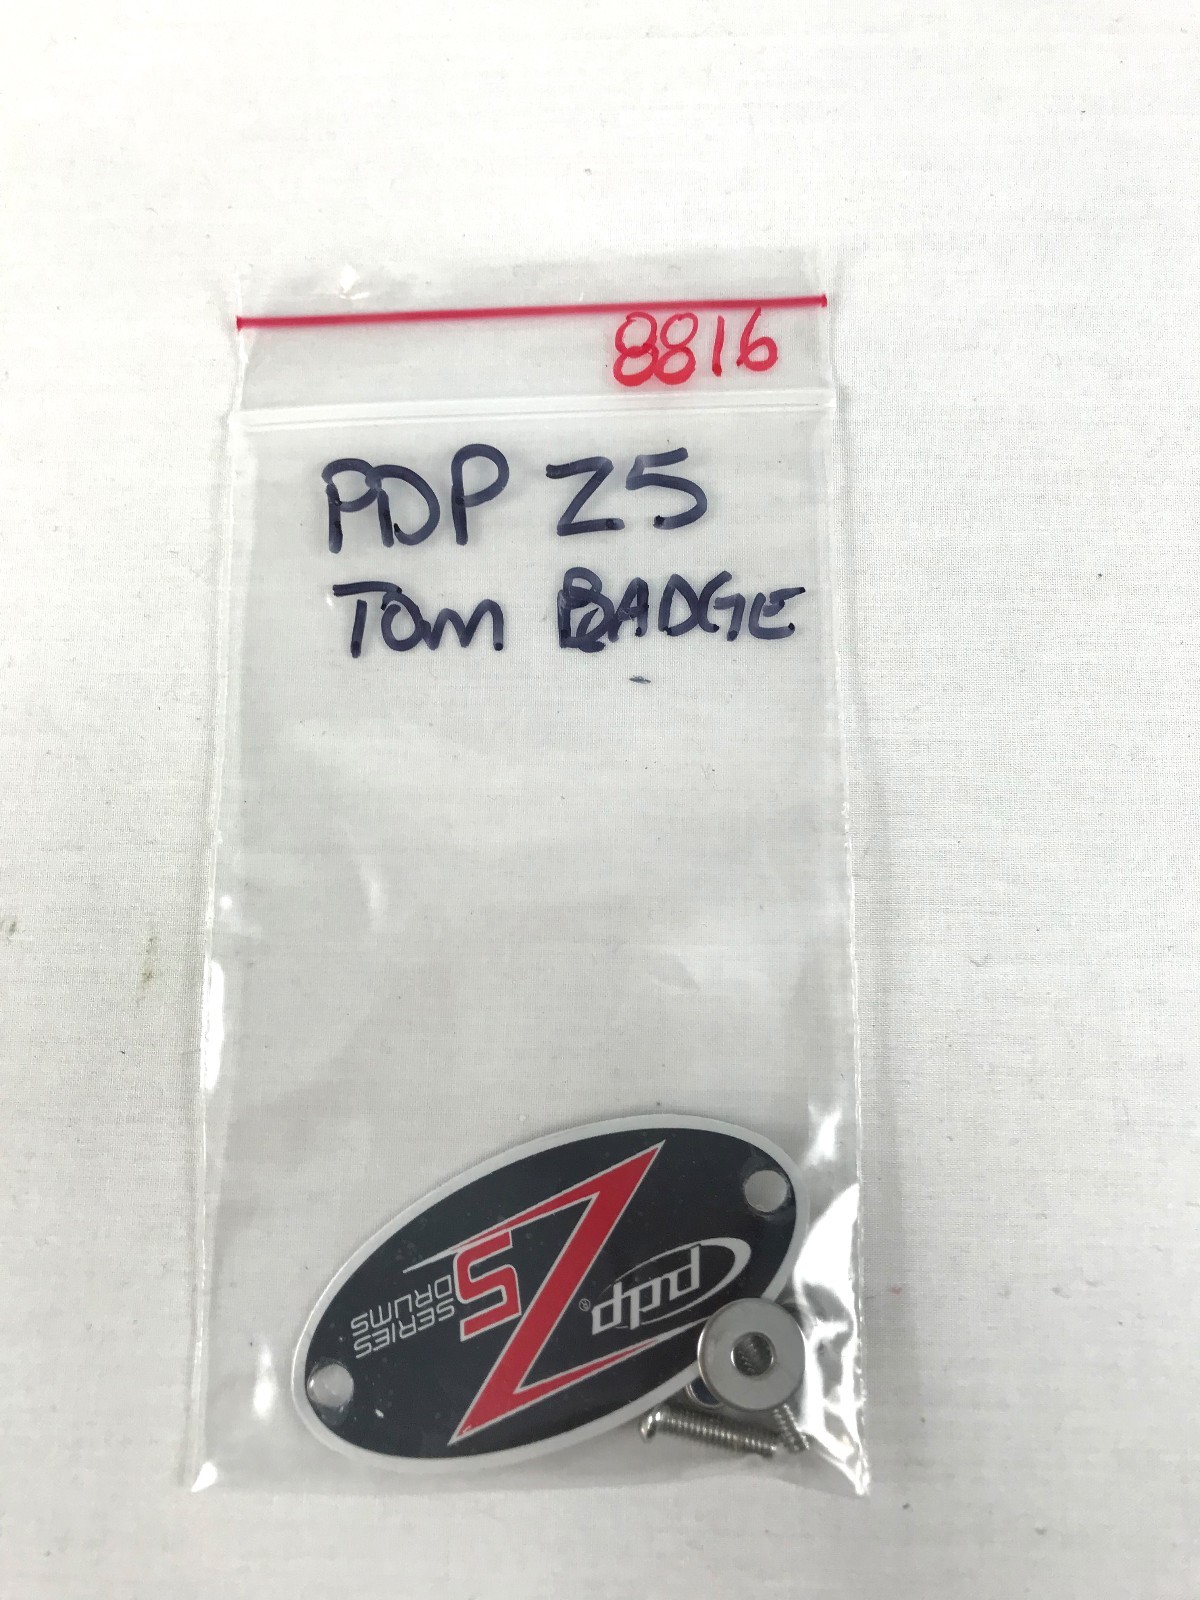 8816
PDP Z5
TOM BADGE
pdp®
Z5
SERIES
DRUMS